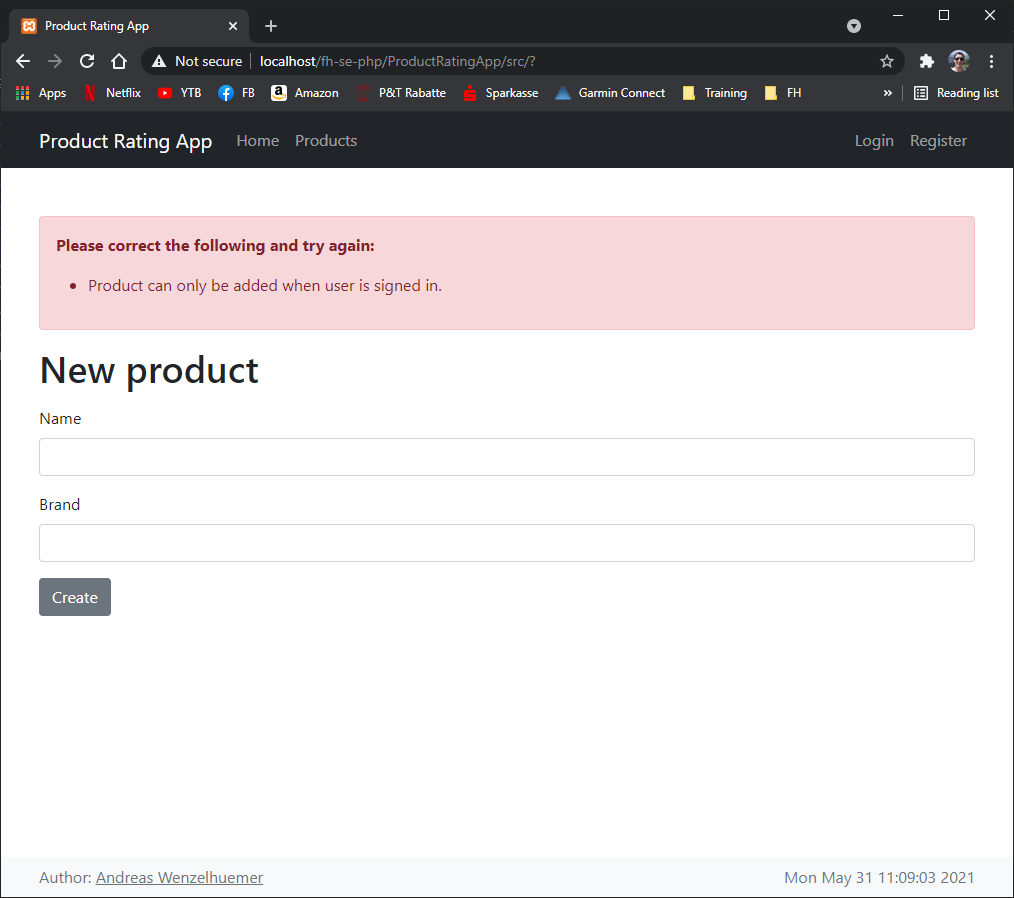 Product Rating App
Not secure localhost/fh-se-php/ProductRatingApp/src/?
Apps Netflix YTB FB Amazon P&T Rabatte Sparkasse Garmin Connect Training FH » Reading list
Product Rating App Home Products Login Register
Please correct the following and try again:
• Product can only be added when user is signed in.
New product
Name
Brand
Create
Author: Andreas Wenzelhuemer Mon May 31 11:09:03 2021